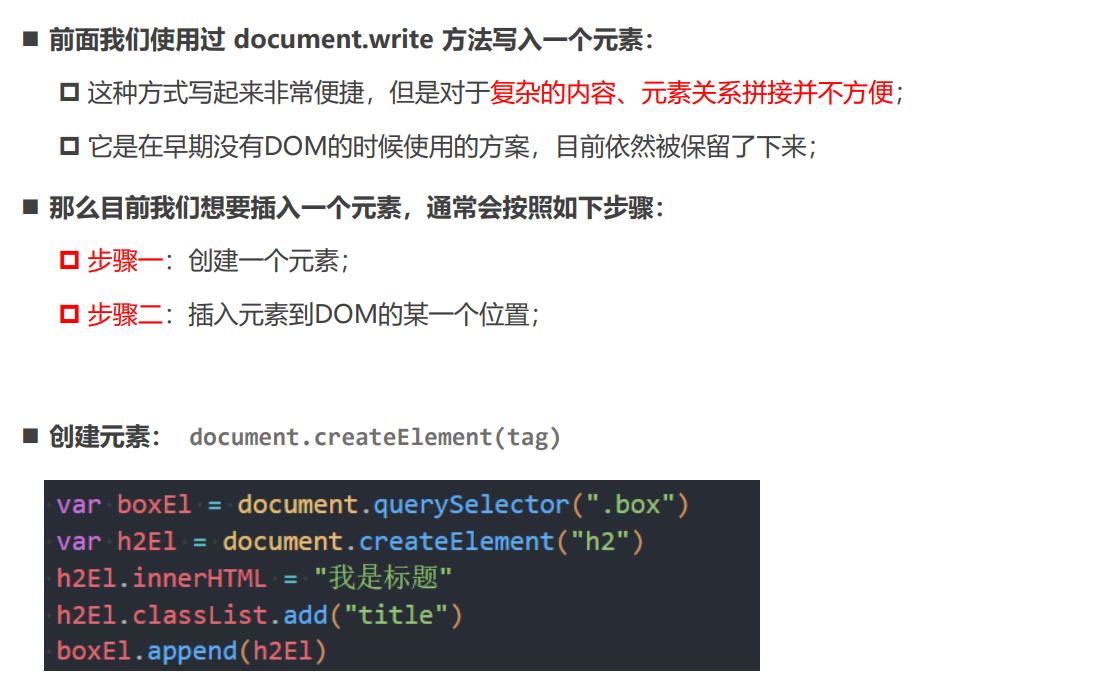 ■ 前面我们使用过 document.write 方法写入一个元素：
这种方式写起来非常便捷，但是对于复杂的内容、元素关系拼接并不方便；
它是在早期没有DOM的时候使用的方案，目前依然被保留了下来；
■ 那么目前我们想要插入一个元素，通常会按照如下步骤：
步骤一：创建一个元素；
步骤二：插入元素到DOM的某一个位置；
■ 创建元素： document.createElement(tag)
var boxEl = document.querySelector(".box")
var h2El = document.createElement("h2")
h2El.innerHTML = "我是标题"
h2El.classList.add("title")
boxEl.append(h2El)